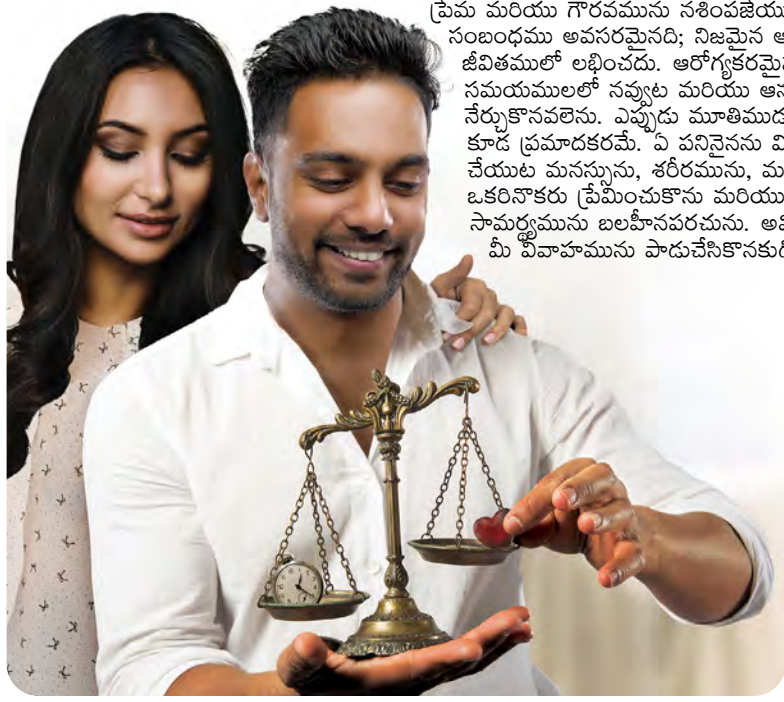 ప్రేమ మరియు గౌరవమును నశింపజేయు
సంబంధము అవసరమైనది; నిజమైన
జీవితములో లభించదు. ఆరోగ్యకరమై
సమయములలో నవ్వుట మరియు
నేర్చుకొనవలెను. ఎప్పుడు మూతిముడ
కూడ ప్రమాదకరమే. ఏ పనినైనను
చేయుట మనస్సును, శరీరమును,
ఒకరినొకరు ప్రేమించుకొను మరియు
సామర్థ్యమును బలహీనపరచును.
మీ వివాహమును పాడుచేసికొనకు